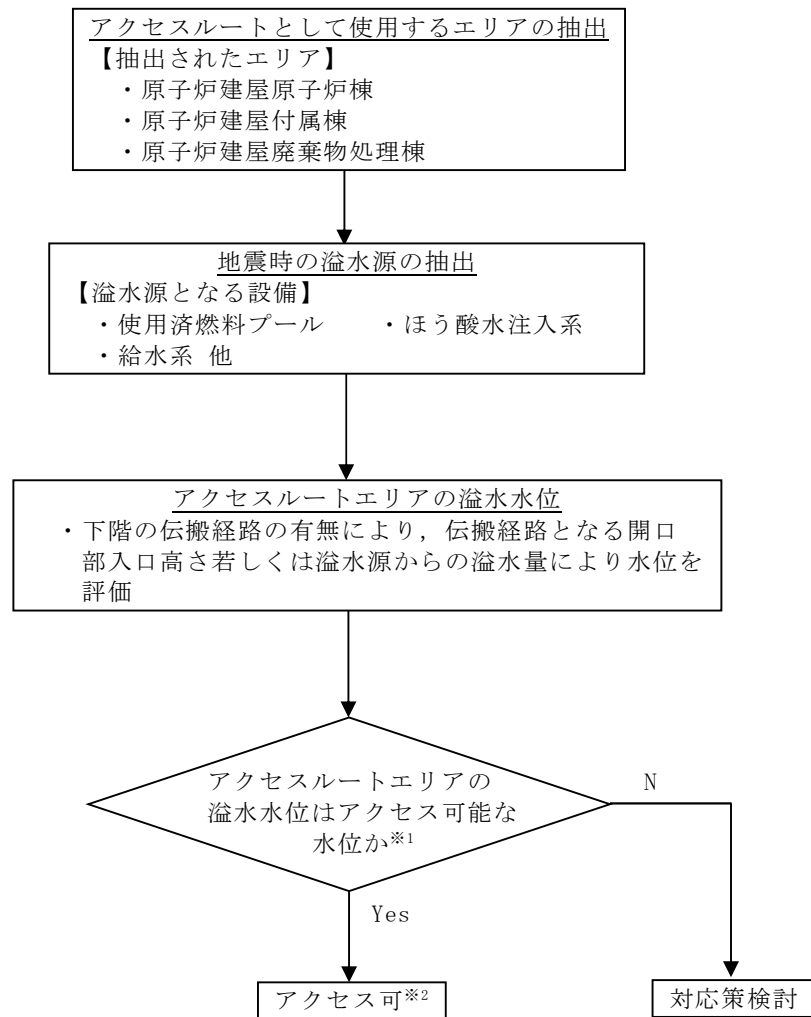 アクセスルートとして使用するエリアの抽出
【抽出されたエリア】
・原子炉建屋原子炉棟
・原子炉建屋付属棟
・原子炉建屋廃棄物処理棟
地震時の溢水源の抽出
【溢水源となる設備】
・使用済燃料プール ・ほう酸水注入系
・給水系 他
アクセスルートエリアの溢水水位
・下階の伝搬経路の有無により，伝搬経路となる開口
部入口高さ若しくは溢水源からの溢水量により水位を
評価
アクセスルートエリアの
溢水水位はアクセス可能な
水位か※1
N
Yes
アクセス可※2
対応策検討